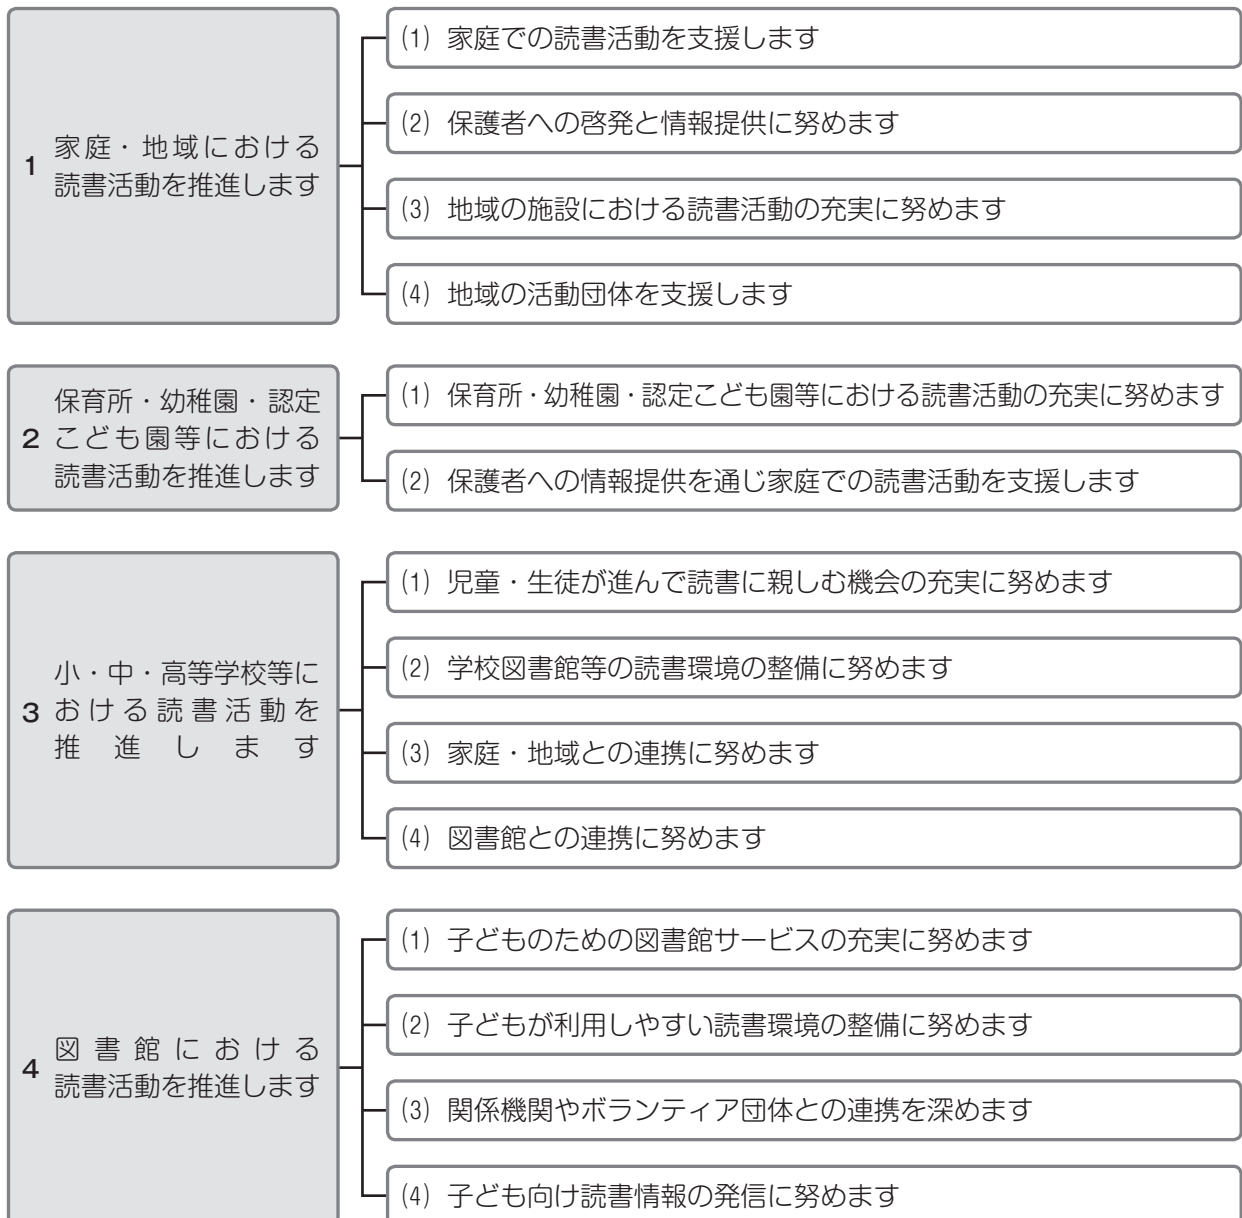 1 家庭・地域における
読書活動を推進します
(1) 家庭での読書活動を支援します
(2) 保護者への啓発と情報提供に努めます
(3) 地域の施設における読書活動の充実に努めます
(4) 地域の活動団体を支援します
2 保育所・幼稚園・認定
こども園等における
読書活動を推進します
(1) 保育所・幼稚園・認定こども園等における読書活動の充実に努めます
(2) 保護者への情報提供を通じ家庭での読書活動を支援します
3 小・中・高等学校等に
おける読書活動を
推進します
(1) 児童・生徒が進んで読書に親しむ機会の充実に努めます
(2) 学校図書館等の読書環境の整備に努めます
(3) 家庭・地域との連携に努めます
(4) 図書館との連携に努めます
4 図書館における
読書活動を推進します
(1) 子どものための図書館サービスの充実に努めます
(2) 子どもが利用しやすい読書環境の整備に努めます
(3) 関係機関やボランティア団体との連携を深めます
(4) 子ども向け読書情報の発信に努めます